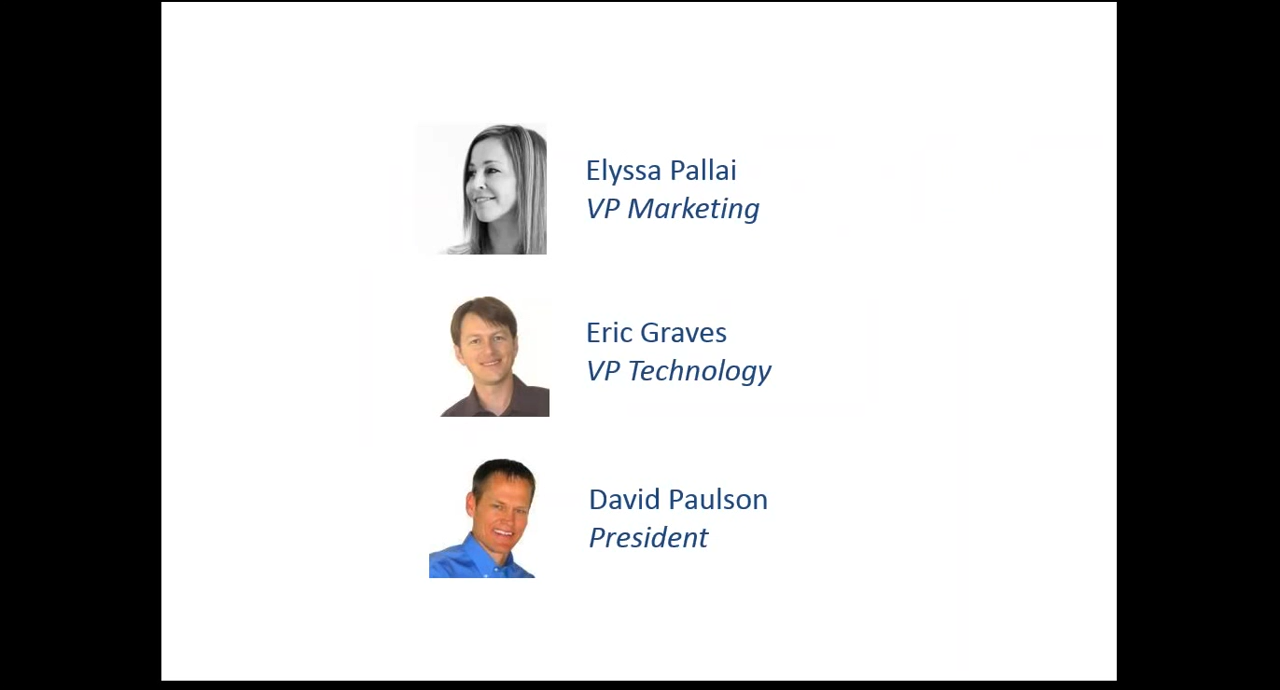 Elyssa Pallai
VP Marketing
Eric Graves
VP Technology
David Paulson
President